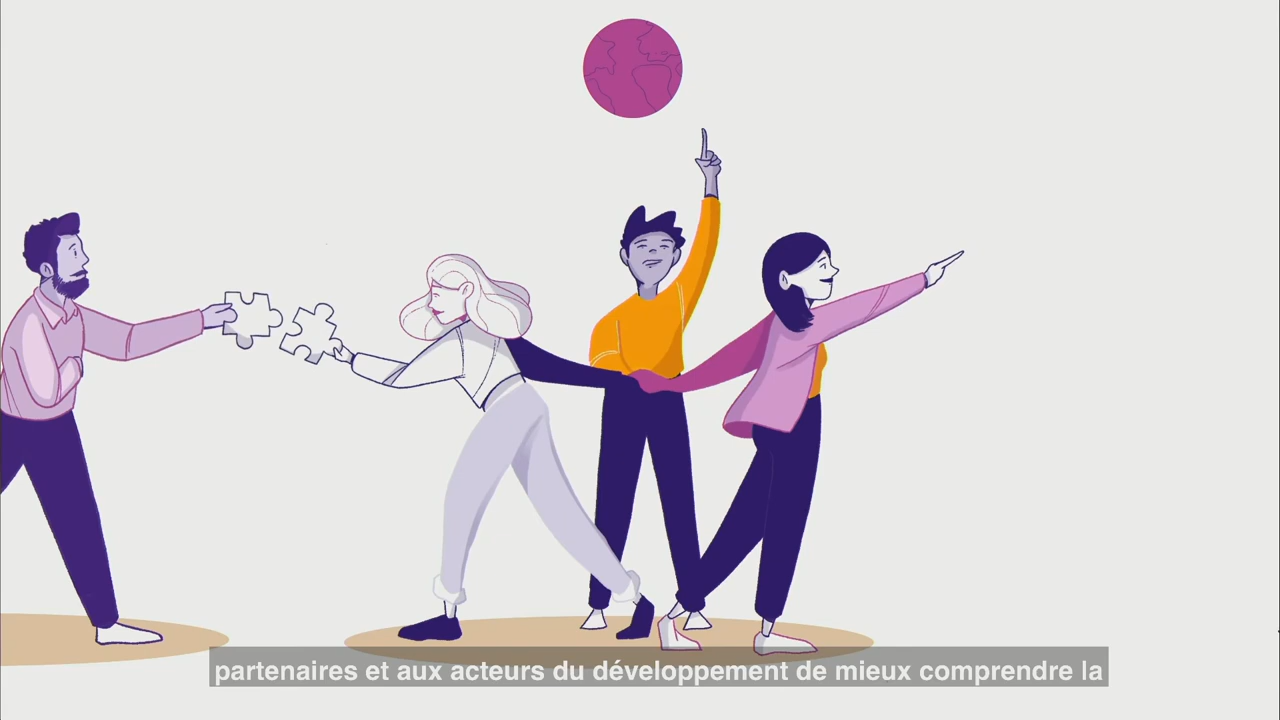 partenaires et aux acteurs du développement de mieux comprendre la